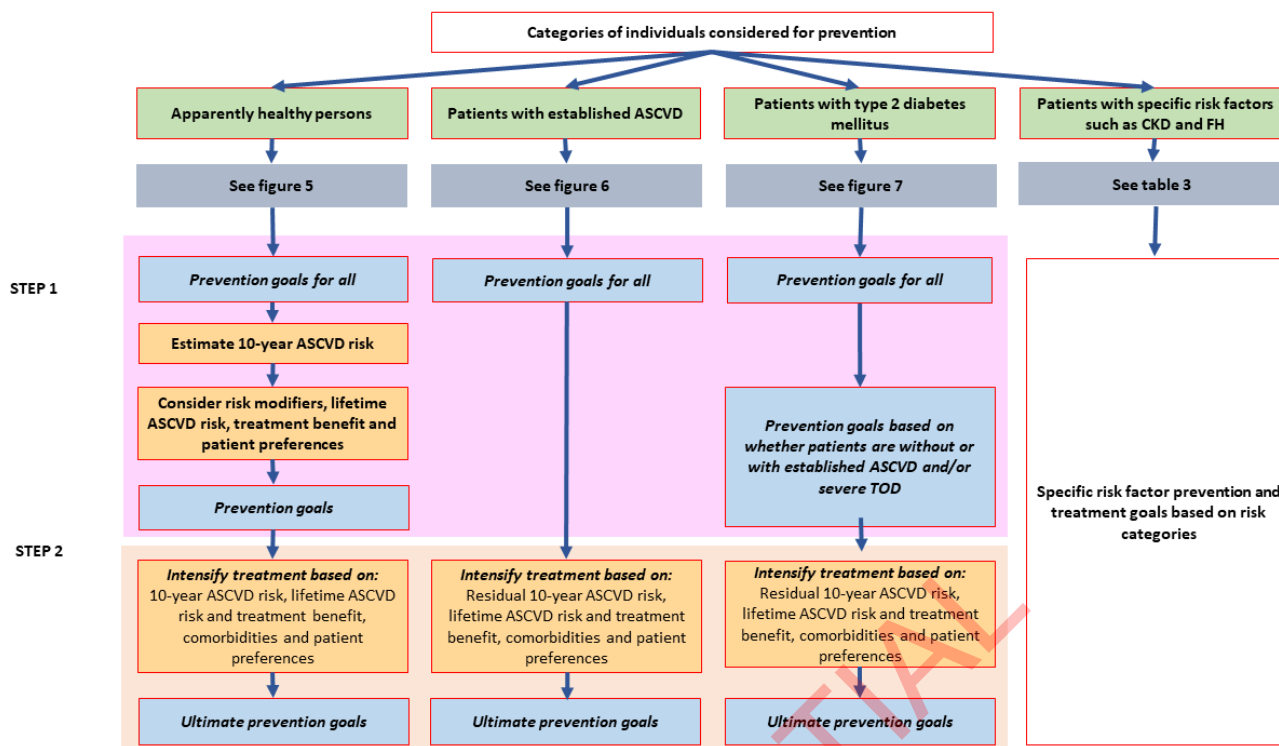 Categories of individuals considered for prevention
Apparently healthy persons
Patients with established ASCVD
Patients with type 2 diabetes
mellitus
Patients with specific risk factors
such as CKD and FH
See figure 5
See figure 6
See figure 7
See table 3
STEP 1
Prevention goals for all
Prevention goals for all
Prevention goals for all
Estimate 10-year ASCVD risk
Consider risk modifiers, lifetime
ASCVD risk, treatment benefit and
patient preferences
Prevention goals
Prevention goals based on
whether patients are without or
with established ASCVD and/or
severe TOD
Specific risk factor prevention and
treatment goals based on risk
categories
STEP 2
Intensify treatment based on:
10-year ASCVD risk, lifetime ASCVD
risk and treatment benefit,
comorbidities and patient
preferences
Intensify treatment based on:
Residual 10-year ASCVD risk,
lifetime ASCVD risk and treatment
benefit, comorbidities and patient
preferences
Intensify treatment based on:
Residual 10-year ASCVD risk,
lifetime ASCVD risk and treatment
benefit, comorbidities and patient
preferences
Ultimate prevention goals
Ultimate prevention goals
Ultimate prevention goals
TIAL